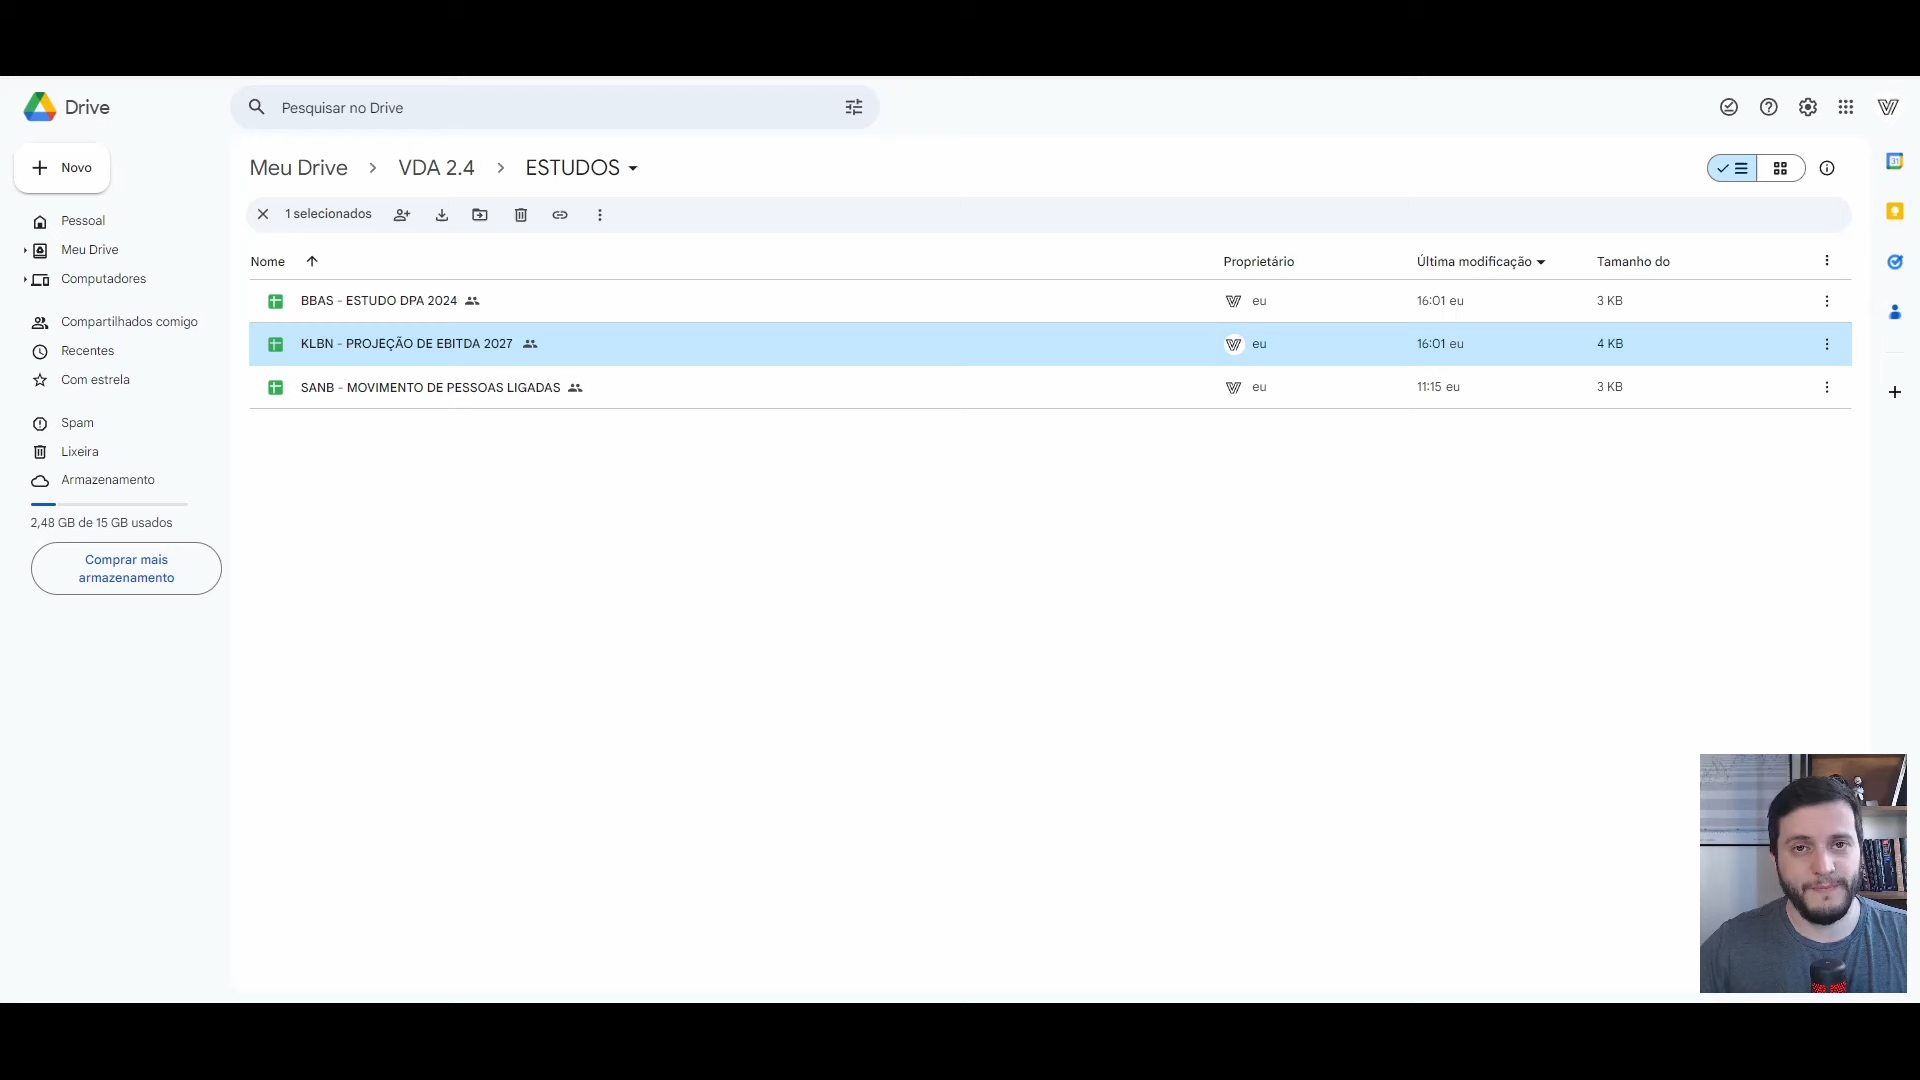 Drive
Pesquisar no Drive
Novo
Meu Drive
VDA 2.4
ESTUDOS
1 selecionados
Pessoal
Meu Drive
Computadores
Compartilhados comigo
Recentes
Com estrela
Spam
Lixeira
Armazenamento
2,48 GB de 15 GB usados
Comprar mais
armazenamento
Nome Proprietário Última modificação Tamanho do
BBAS - ESTUDO DPA 2024 eu 16:01 eu 3 KB
KLBN - PROJEÇÃO DE EBITDA 2027 eu 16:01 eu 4 KB
SANB - MOVIMENTO DE PESSOAS LIGADAS eu 11:15 eu 3 KB
31